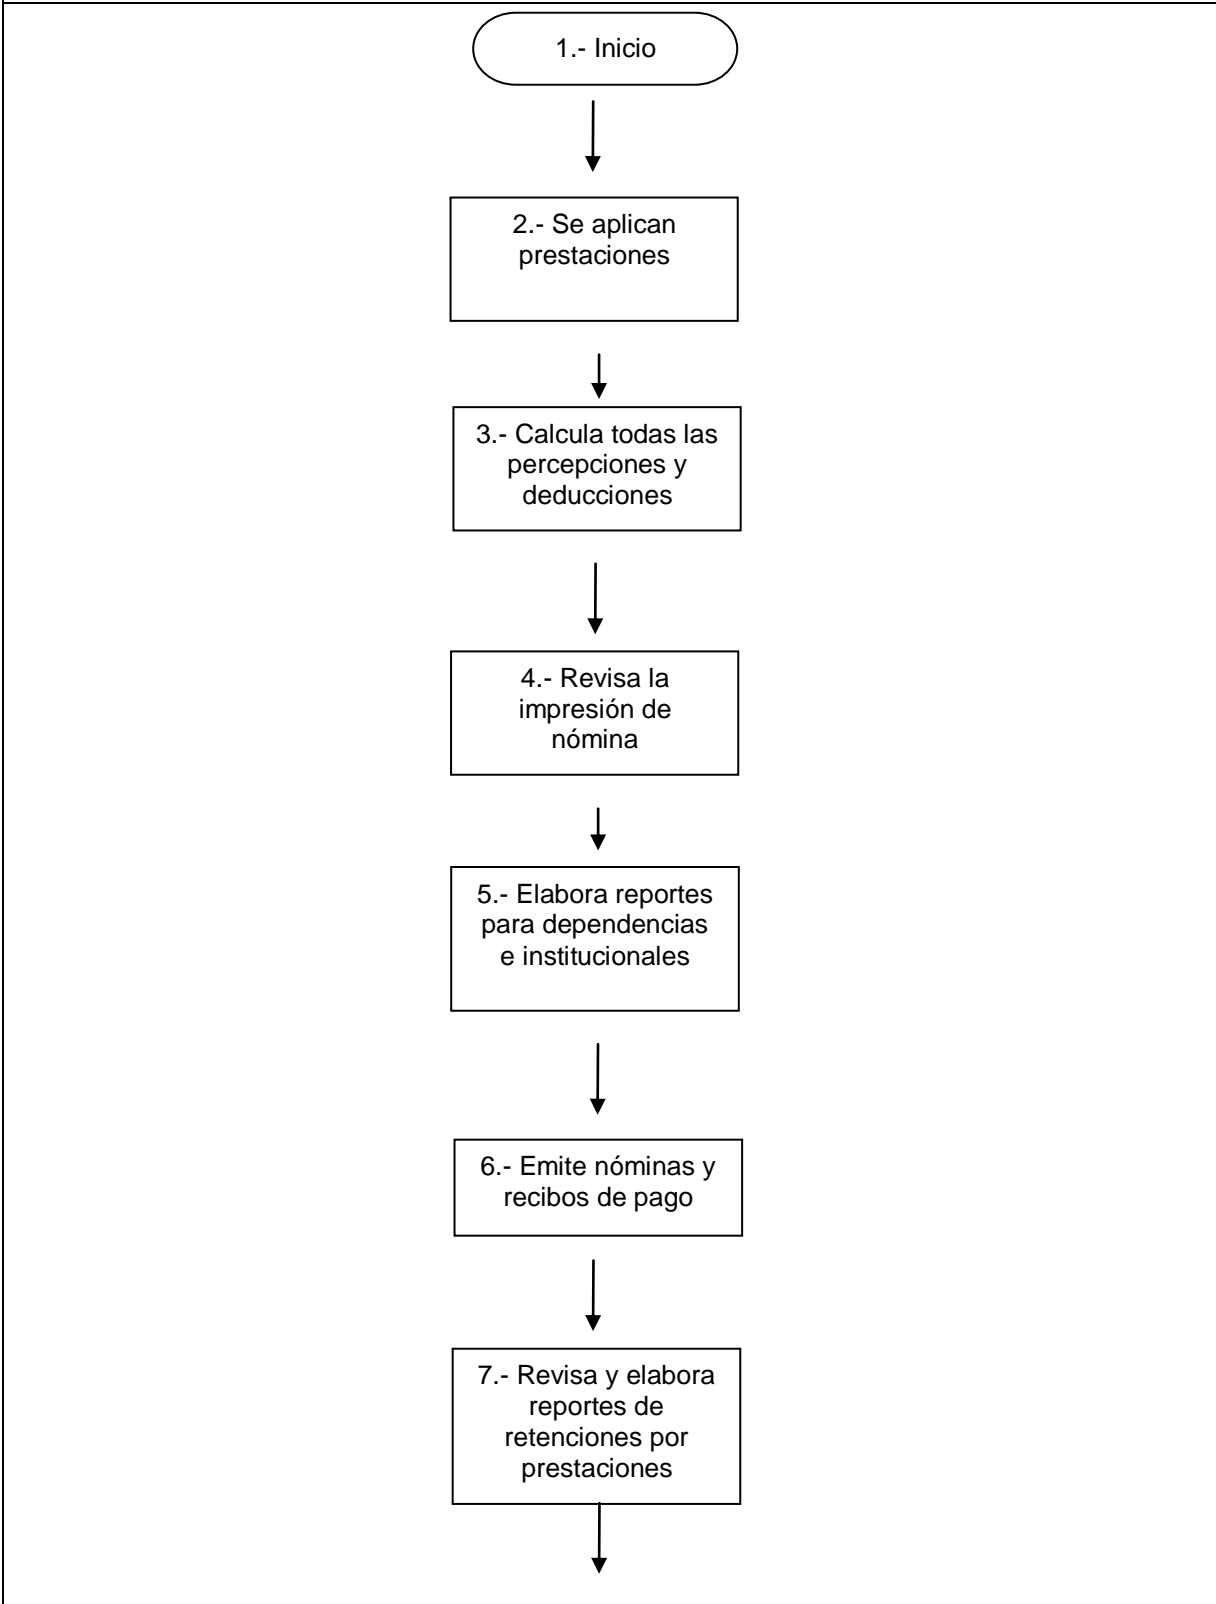 1.- Inicio
2.- Se aplican
prestaciones
3.- Calcula todas las
percepciones y
deducciones
4.- Revisa la
impresión de
nómina
5.- Elabora reportes
para dependencias
e institucionales
6.- Emite nóminas y
recibos de pago
7.- Revisa y elabora
reportes de
retenciones por
prestaciones